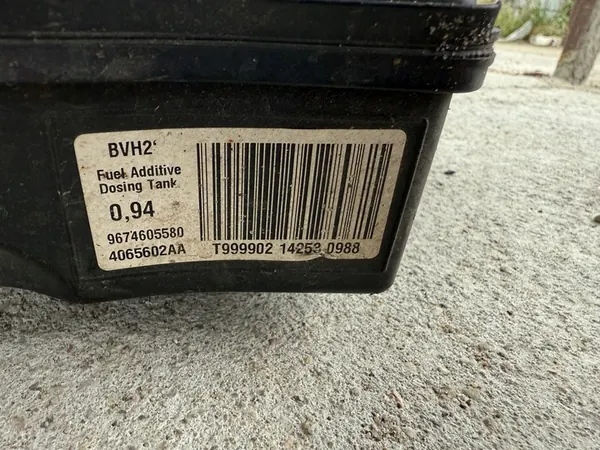 BVH2'
Fuel Additive
Dosing Tank
0,94
9674605580
4065602AA
T999902 14253 0988